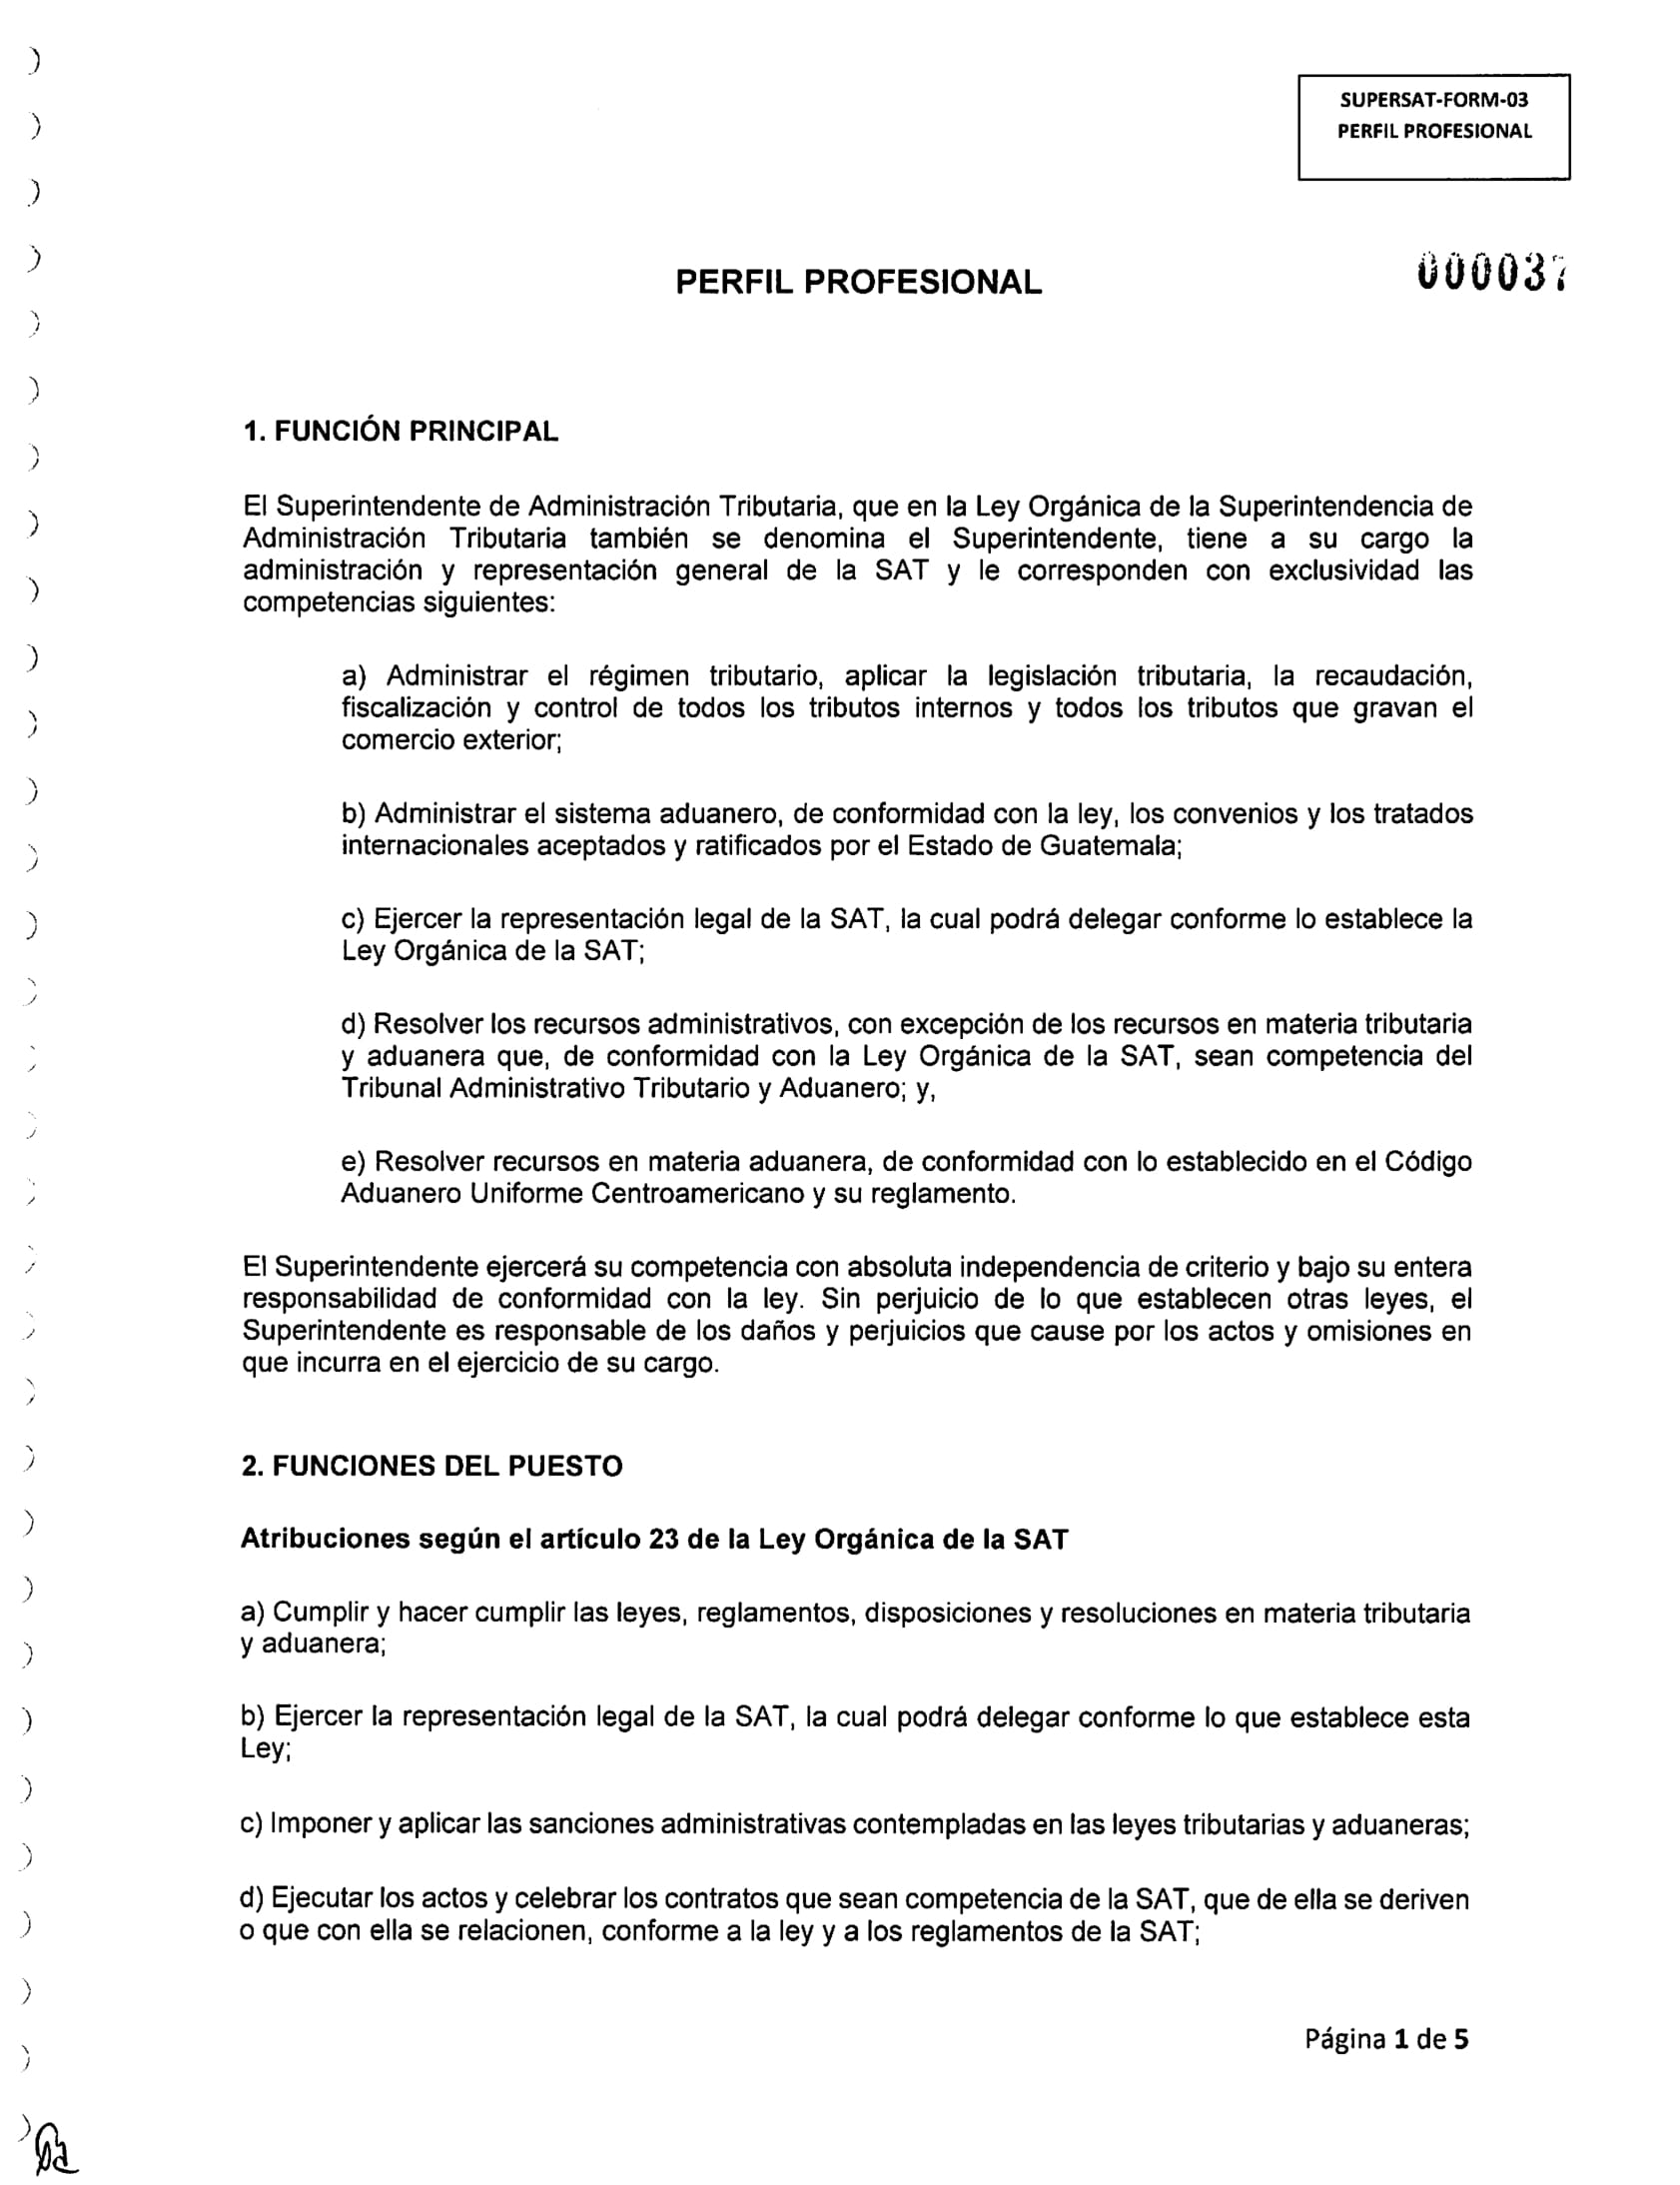 SUPERSAT-FORM-03
PERFIL PROFESIONAL
PERFIL PROFESIONAL
000037
1. FUNCIÓN PRINCIPAL
El Superintendente de Administración Tributaria, que en la Ley Orgánica de la Superintendencia de
Administración Tributaria también se denomina el Superintendente, tiene a su cargo la
administración y representación general de la SAT y le corresponden con exclusividad las
competencias siguientes:
a) Administrar el régimen tributario, aplicar la legislación tributaria, la recaudación,
fiscalización y control de todos los tributos internos y todos los tributos que gravan el
comercio exterior;
b) Administrar el sistema aduanero, de conformidad con la ley, los convenios y los tratados
internacionales aceptados y ratificados por el Estado de Guatemala;
c) Ejercer la representación legal de la SAT, la cual podrá delegar conforme lo establece la
Ley Orgánica de la SAT;
d) Resolver los recursos administrativos, con excepción de los recursos en materia tributaria
y aduanera que, de conformidad con la Ley Orgánica de la SAT, sean competencia del
Tribunal Administrativo Tributario y Aduanero; y,
e) Resolver recursos en materia aduanera, de conformidad con lo establecido en el Código
Aduanero Uniforme Centroamericano y su reglamento.
El Superintendente ejercerá su competencia con absoluta independencia de criterio y bajo su entera
responsabilidad de conformidad con la ley. Sin perjuicio de lo que establecen otras leyes, el
Superintendente es responsable de los daños y perjuicios que cause por los actos y omisiones en
que incurra en el ejercicio de su cargo.
2. FUNCIONES DEL PUESTO
Atribuciones según el artículo 23 de la Ley Orgánica de la SAT
a) Cumplir y hacer cumplir las leyes, reglamentos, disposiciones y resoluciones en materia tributaria
y aduanera;
b) Ejercer la representación legal de la SAT, la cual podrá delegar conforme lo que establece esta
Ley;
c) Imponer y aplicar las sanciones administrativas contempladas en las leyes tributarias y aduaneras;
d) Ejecutar los actos y celebrar los contratos que sean competencia de la SAT, que de ella se deriven
o que con ella se relacionen, conforme a la ley y a los reglamentos de la SAT;
Página 1 de 5